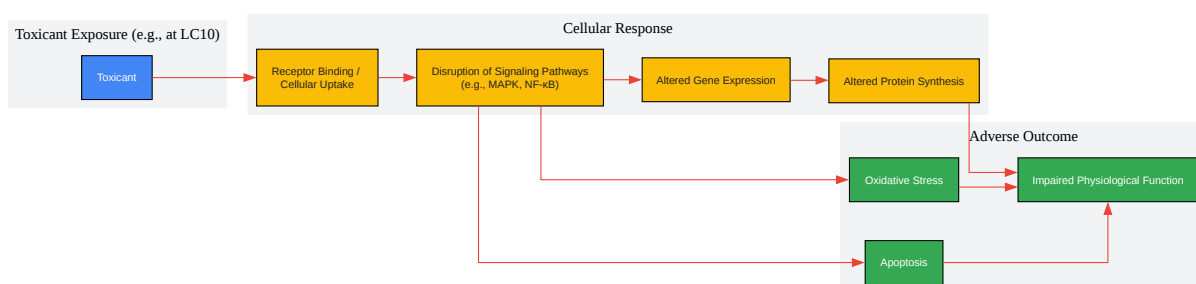 Toxicant Exposure (e.g., at LC10)
Toxicant
Cellular Response
Receptor Binding /
Cellular Uptake
Disruption of Signaling Pathways
(e.g., MAPK, NF-κB)
Altered Gene Expression
Altered Protein Synthesis
Adverse Outcome
Oxidative Stress
Impaired Physiological Function
Apoptosis